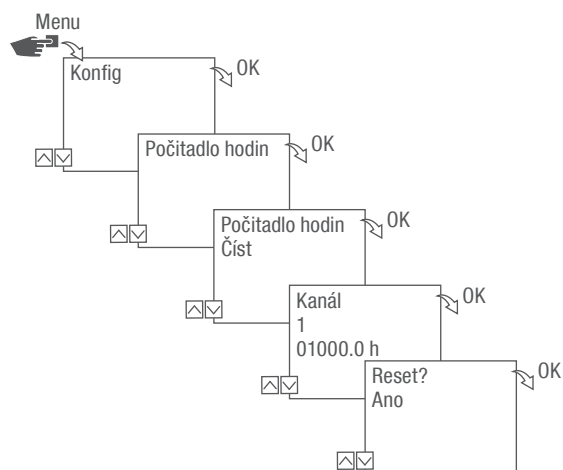 Menu
Konfig
OK
Počitadlo hodin
OK
Počitadlo hodin
Číst
OK
Kanál
1
01000.0 h
OK
Reset?
Ano
OK